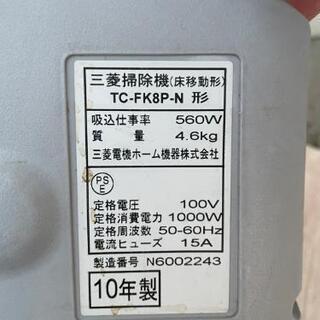 三菱掃除機(床移動形)
TC-FK8P-N 形
吸込仕事率 560W
質量 4.6kg
三菱電機ホーム機器株式会社
PS
E
定格電圧 100V
定格消費電力 1000W
定格周波数 50-60Hz
電流ヒューズ 15A
製造番号 N6002243
10年製